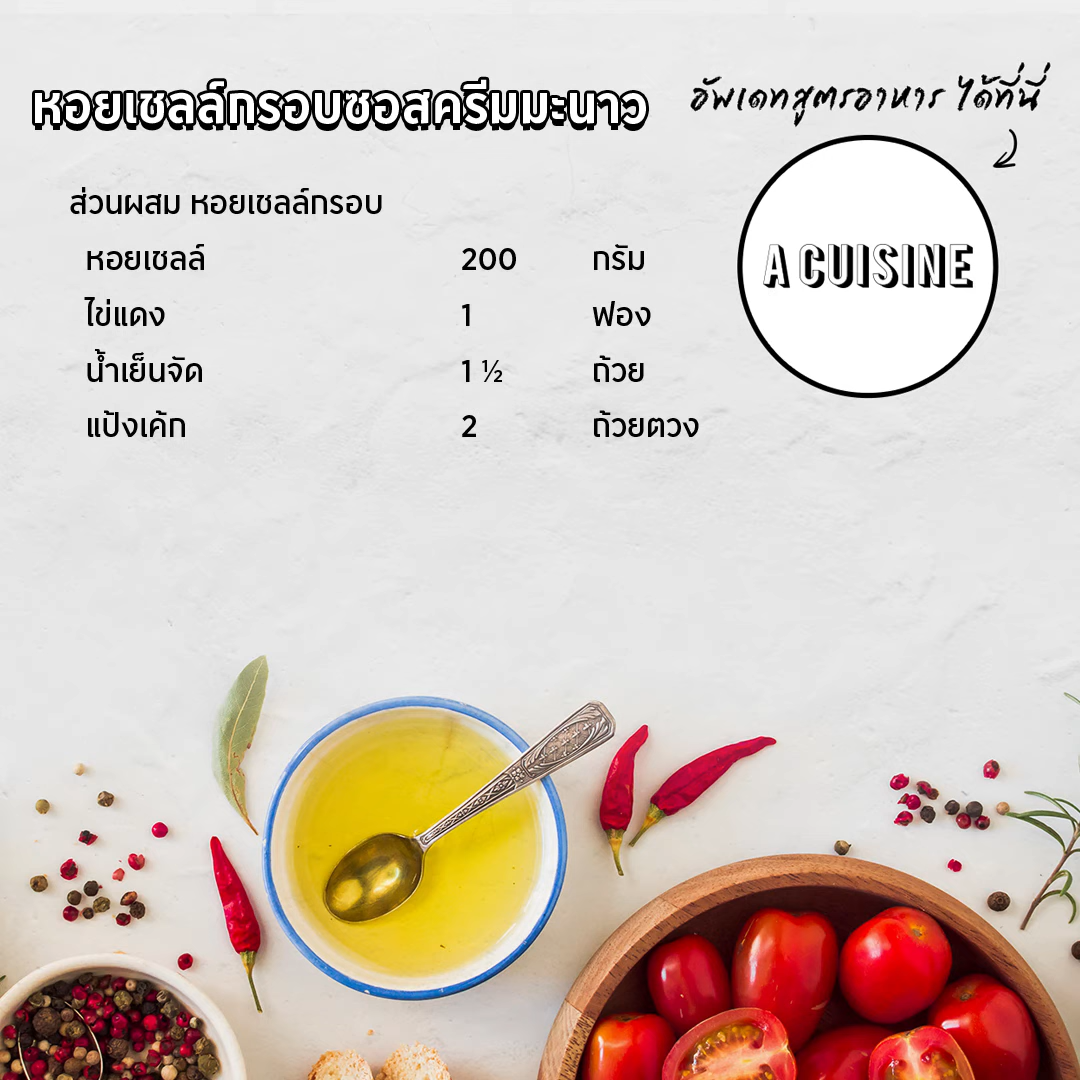 หอยเชลล์กรอบซอสครีมมะนาว
อัพเดทสูตรอาหาร ได้ที่นี่
ส่วนผสม หอยเชลล์กรอบ
หอยเชลล์ 200 กรัม
ไข่แดง 1 ฟอง
น้ำเย็นจัด 1 ½ ถ้วย
แป้งเค้ก 2 ถ้วยตวง
A CUISINE